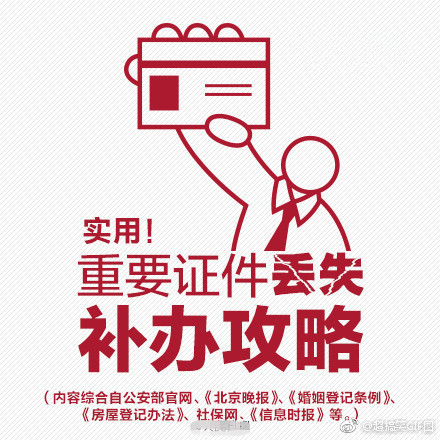 实用！
重要证件丢失
补办攻略
（内容综合自公安部官网、《北京晚报》、《婚姻登记条例》、
《房屋登记办法》、社保网、《信息时报》等。）